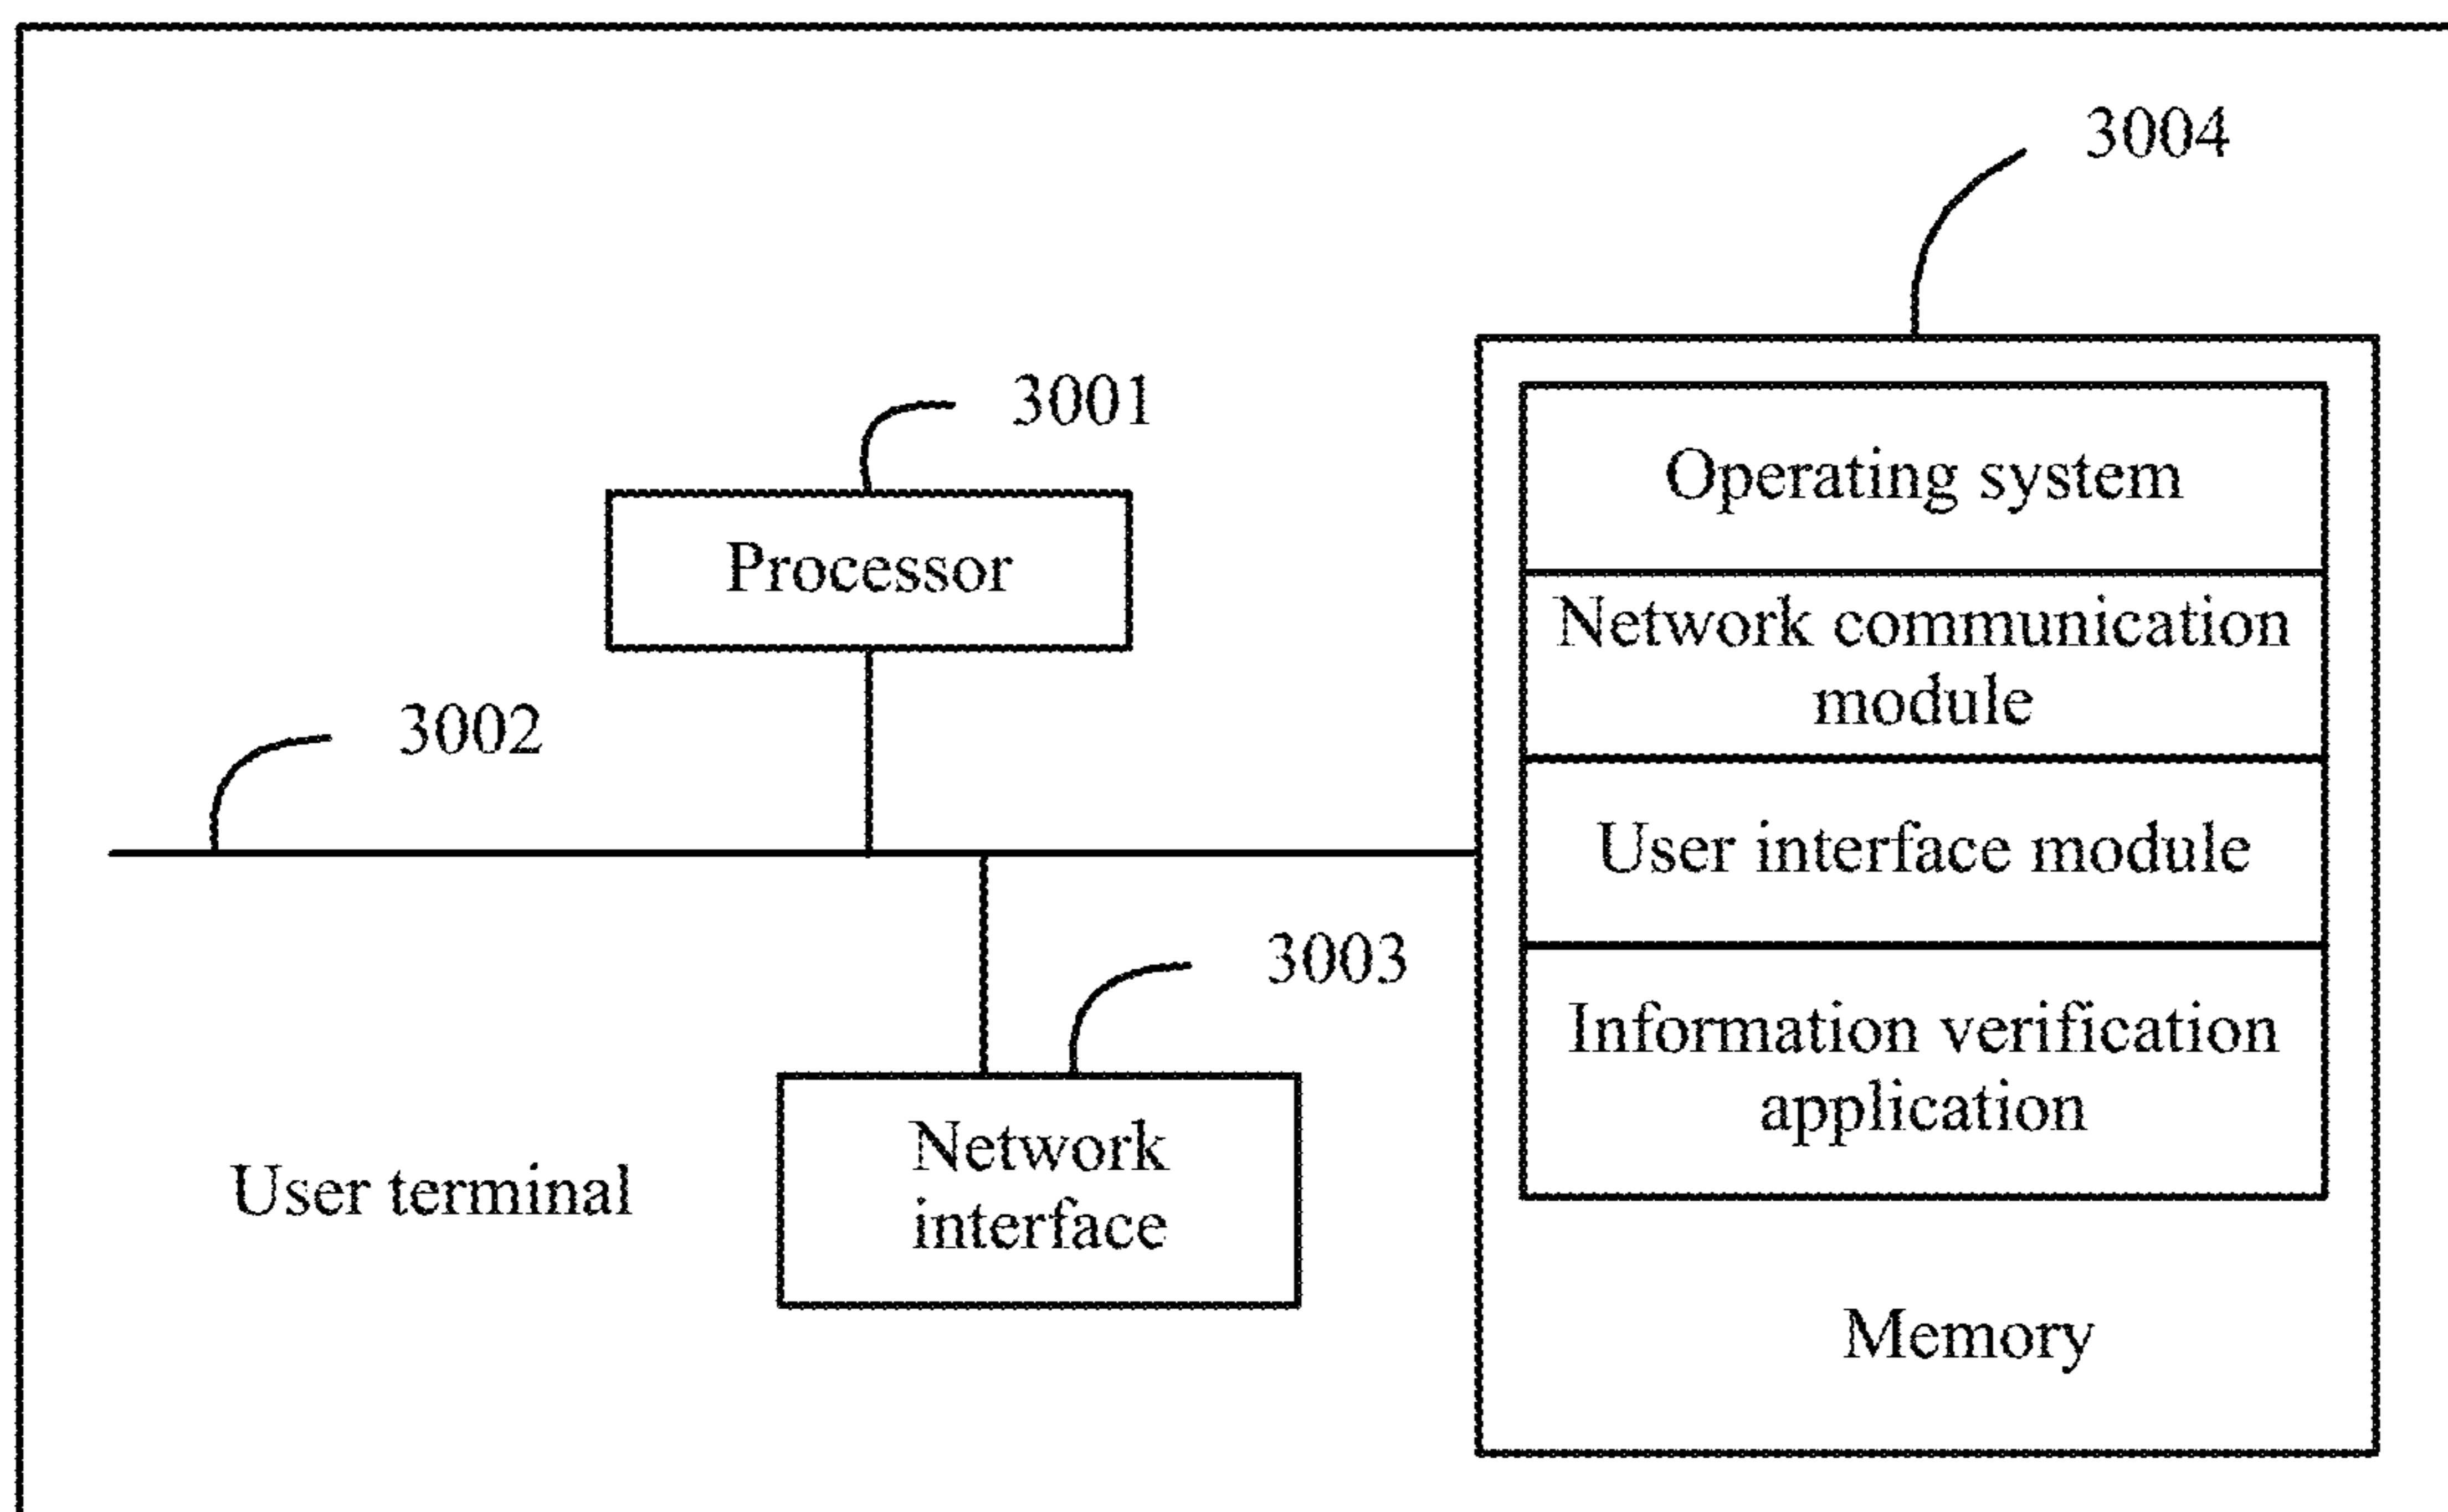 3004
3001
Operating system
Processor
Network communication
module
3002
User interface module
3003
Information verification
application
Network
interface
User terminal
Memory